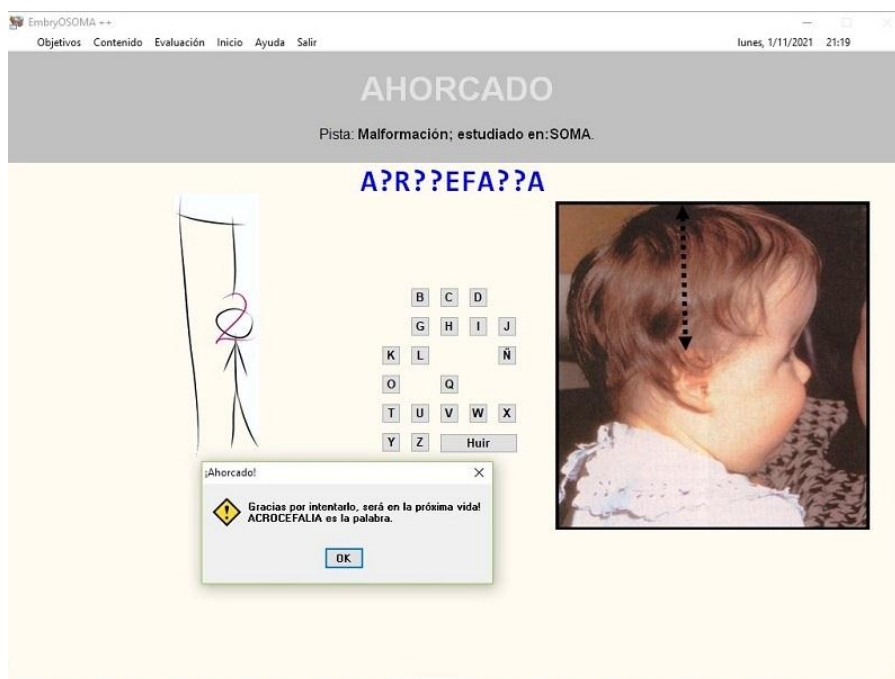 EmbryOSOMA ++
Objetivos Contenido Evaluación Inicio Ayuda Salir lunes, 1/11/2021 21:19
AHORCADO
Pista: Malformación; estudiado en:SOMA.
A?R??EFA??A
B C D
G H I J
K L Ñ
O Q
T U V W X
Y Z Huir
¡Ahorcado!
Gracias por intentarlo, será en la próxima vida!
ACROCEFALIA es la palabra.
OK